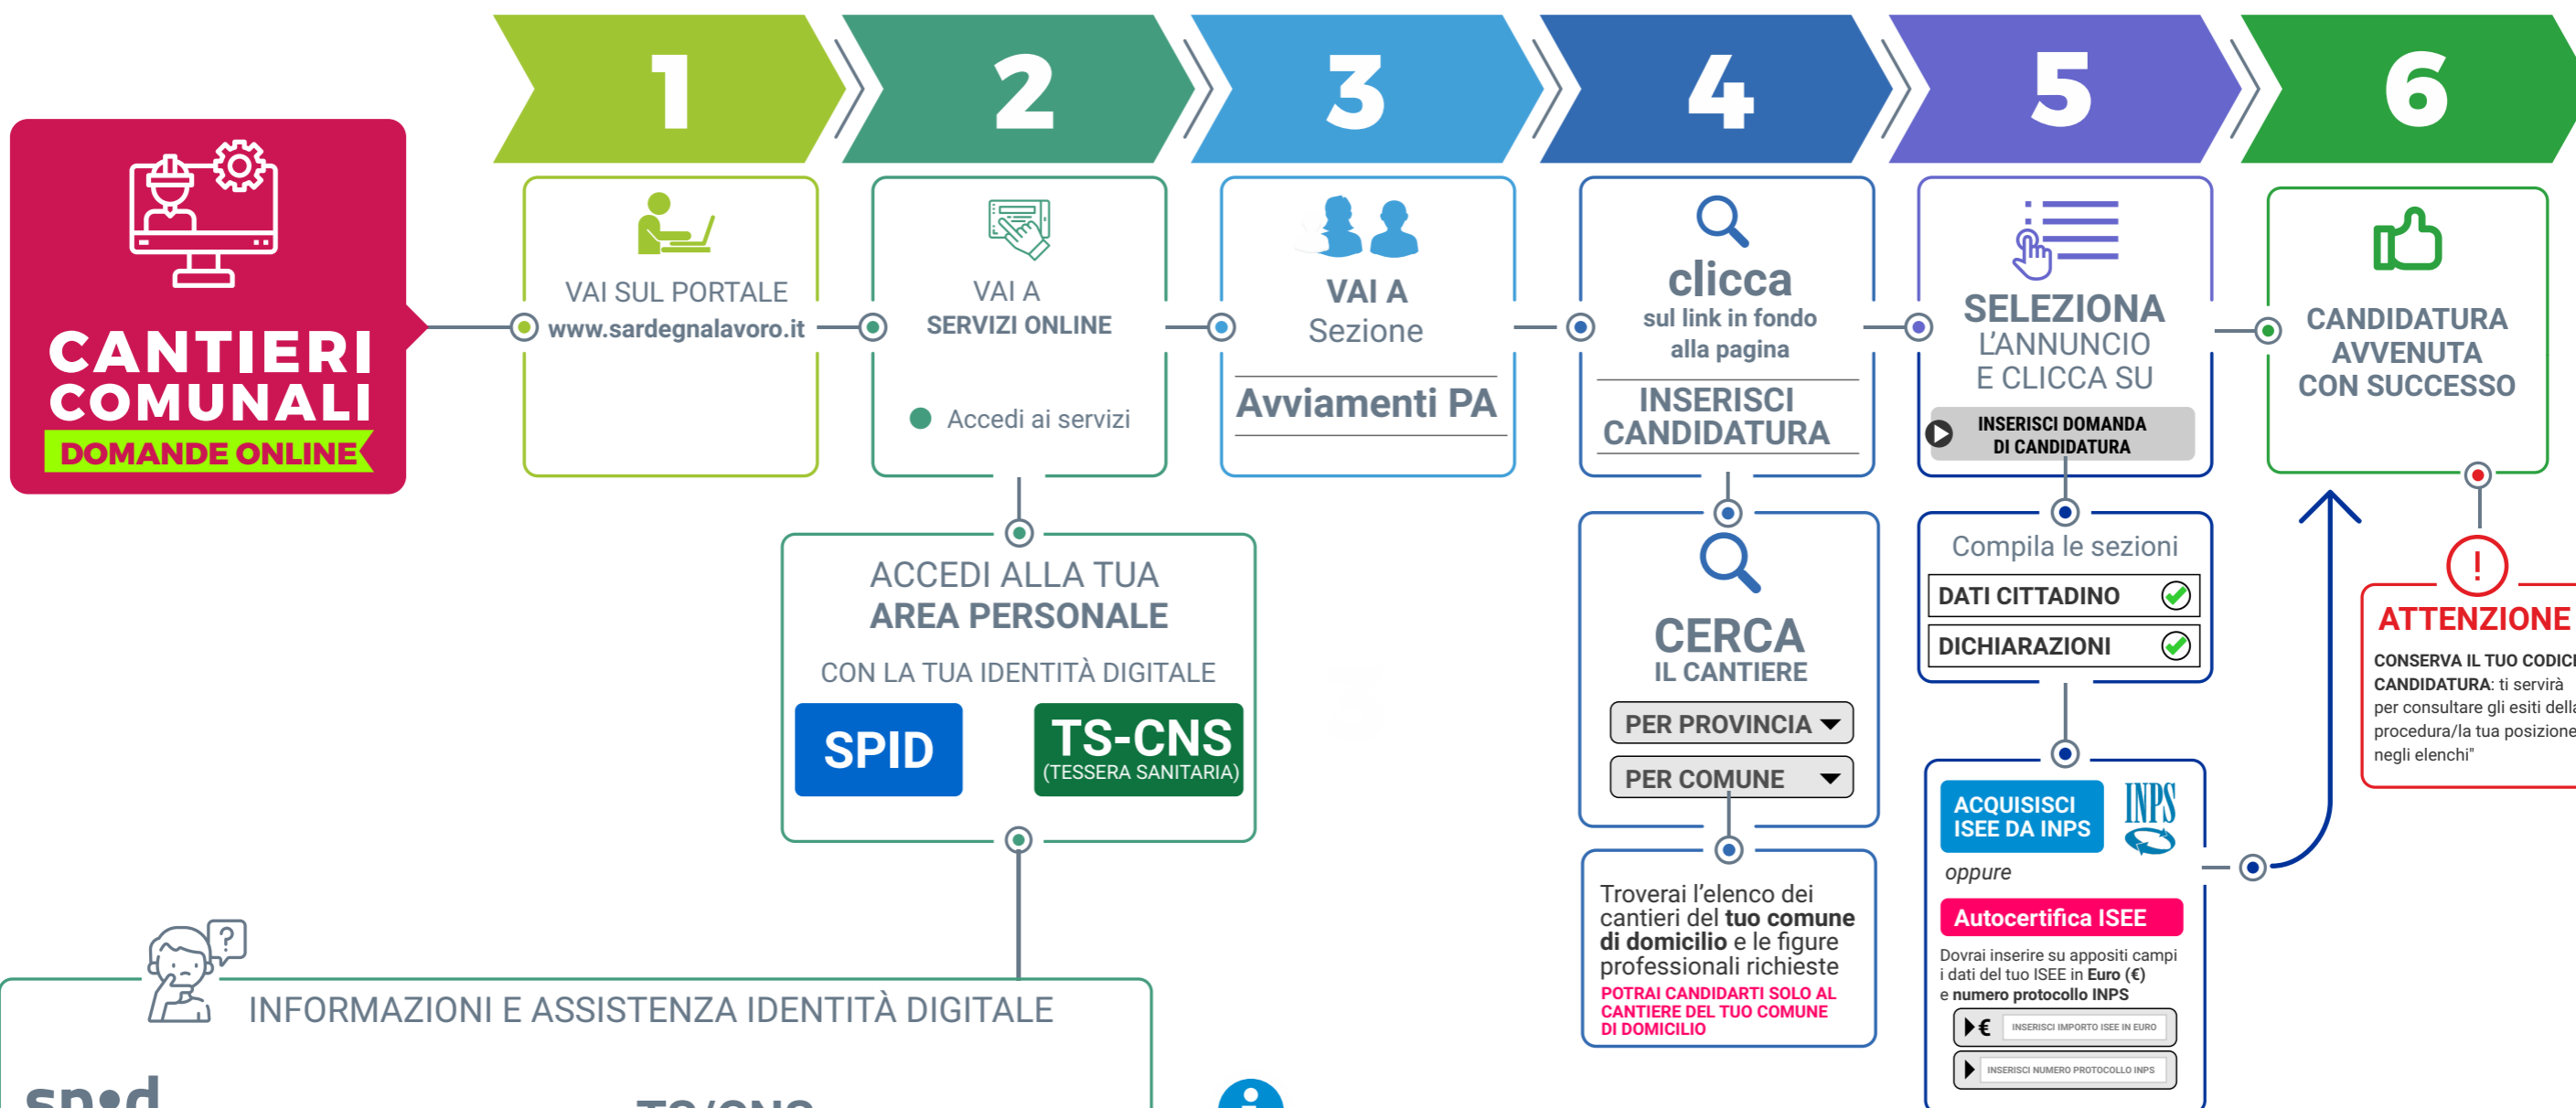 CANTIERI
COMUNALI
DOMANDE ONLINE
1
VAI SUL PORTALE
www.sardegnalavoro.it
2
VAI A
SERVIZI ONLINE
Accedi ai servizi
ACCEDI ALLA TUA
AREA PERSONALE
CON LA TUA IDENTITÀ DIGITALE
SPID
TS-CNS
(TESSERA SANITARIA)
?
INFORMAZIONI E ASSISTENZA IDENTITÀ DIGITALE
spid
TS/CNS
3
VAI A
Sezione
Avviamenti PA
4
clicca
sul link in fondo
alla pagina
INSERISCI
CANDIDATURA
CERCA
IL CANTIERE
PER PROVINCIA
PER COMUNE
Troverai l'elenco dei
cantieri del tuo comune
di domicilio e le figure
professionali richieste
POTRAI CANDIDARTI SOLO AL
CANTIERE DEL TUO COMUNE
DI DOMICILIO
5
SELEZIONA
L'ANNUNCIO
E CLICCA SU
INSERISCI DOMANDA
DI CANDIDATURA
Compila le sezioni
DATI CITTADINO
DICHIARAZIONI
ACQUISISCI
ISEE DA INPS
INPS
oppure
Autocertifica ISEE
Dovrai inserire su appositi campi
i dati del tuo ISEE in Euro (€)
e numero protocollo INPS
€ INSERISCI IMPORTO ISEE IN EURO
INSERISCI NUMERO PROTOCOLLO INPS
6
CANDIDATURA
AVVENUTA
CON SUCCESSO
!
ATTENZIONE
CONSERVA IL TUO CODICE
CANDIDATURA: ti servirà
per consultare gli esiti della
procedura/la tua posizione
negli elenchi"